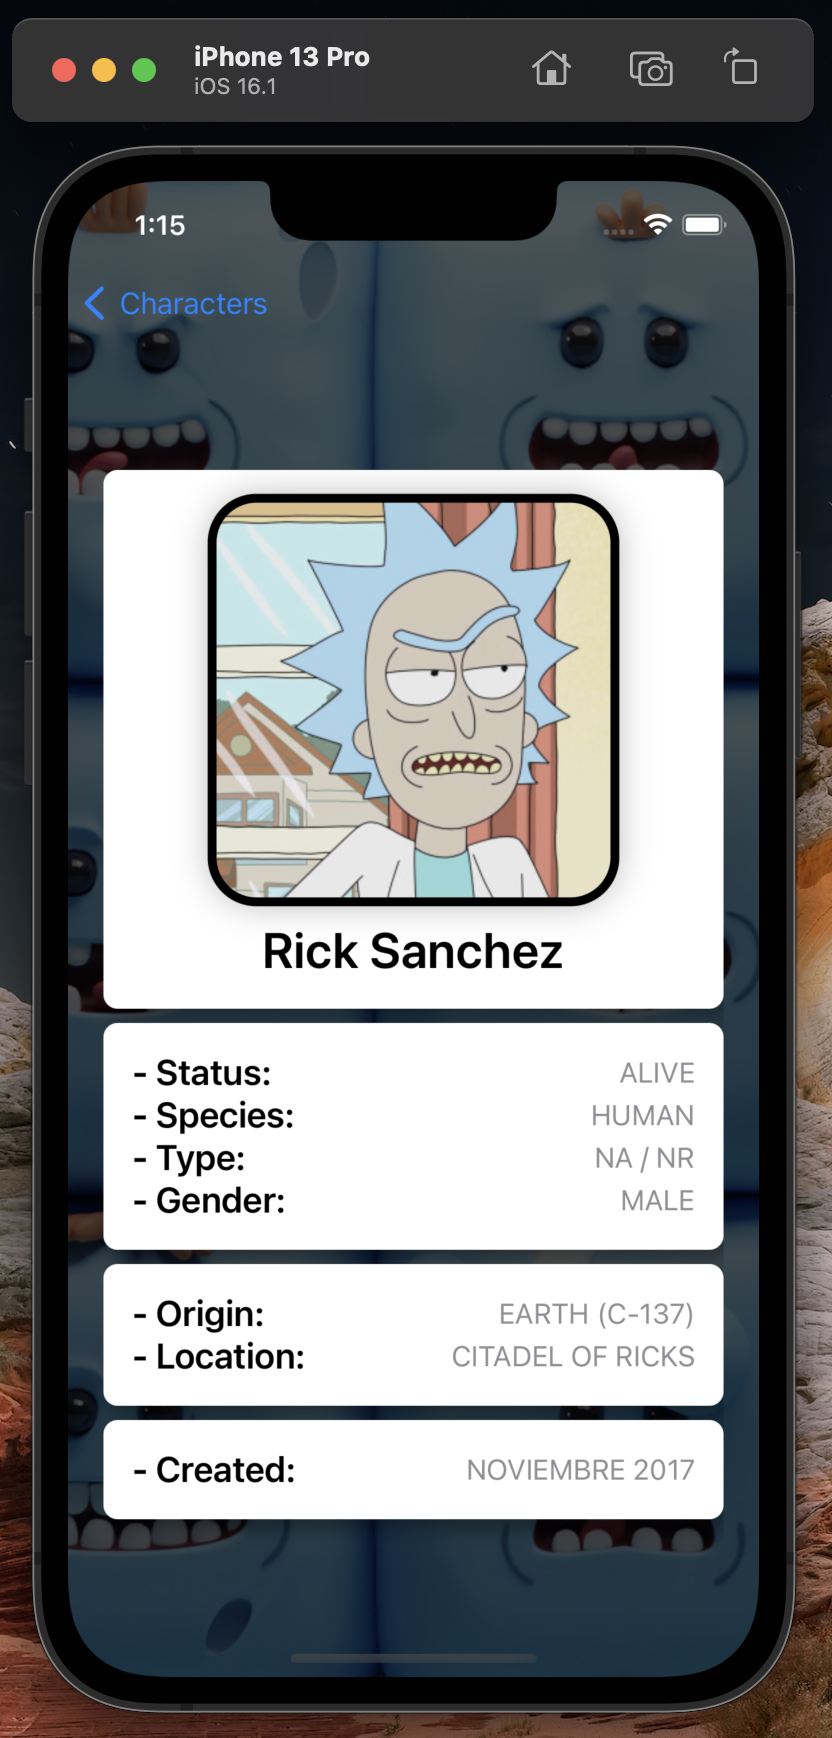 iPhone 13 Pro
iOS 16.1
1:15
Characters
Rick Sanchez
- Status: ALIVE
- Species: HUMAN
- Type: NA / NR
- Gender: MALE
- Origin: EARTH (C-137)
- Location: CITADEL OF RICKS
- Created: NOVIEMBRE 2017